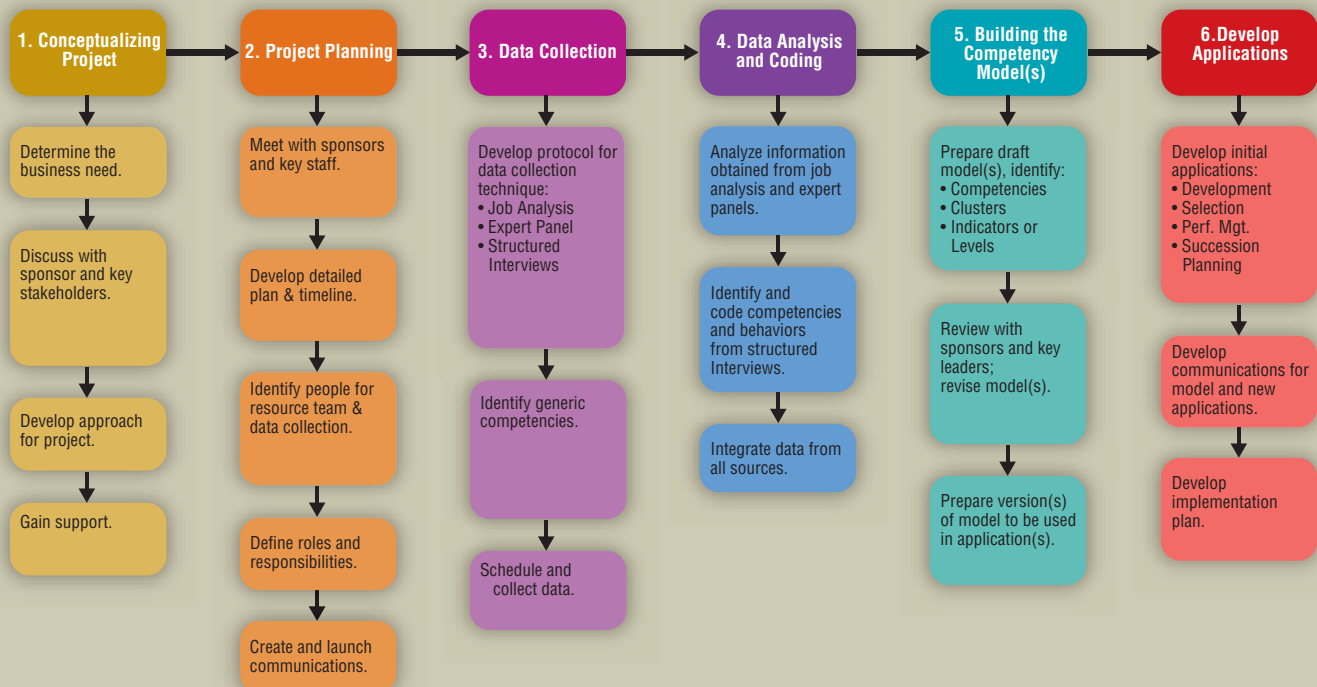 1. Conceptualizing
Project
2. Project Planning
3. Data Collection
4. Data Analysis
and Coding
5. Building the
Competency
Model(s)
6.Develop
Applications
Determine the
business need.
Discuss with
sponsor and key
stakeholders.
Develop approach
for project.
Gain support.
Meet with sponsors
and key staff.
Develop detailed
plan & timeline.
Identify people for
resource team &
data collection.
Define roles and
responsibilities.
Create and launch
communications.
Develop protocol for
data collection
technique:
• Job Analysis
• Expert Panel
• Structured
Interviews
Identify generic
competencies.
Schedule and
collect data.
Analyze information
obtained from job
analysis and expert
panels.
Identify and
code competencies
and behaviors
from structured
Interviews.
Integrate data from
all sources.
Prepare draft
model(s), identify:
• Competencies
• Clusters
• Indicators or
Levels
Review with
sponsors and key
leaders;
revise model(s).
Prepare version(s)
of model to be used
in application(s).
Develop initial
applications:
• Development
• Selection
• Perf. Mgt.
• Succession
Planning
Develop
communications for
model and new
applications.
Develop
implementation
plan.